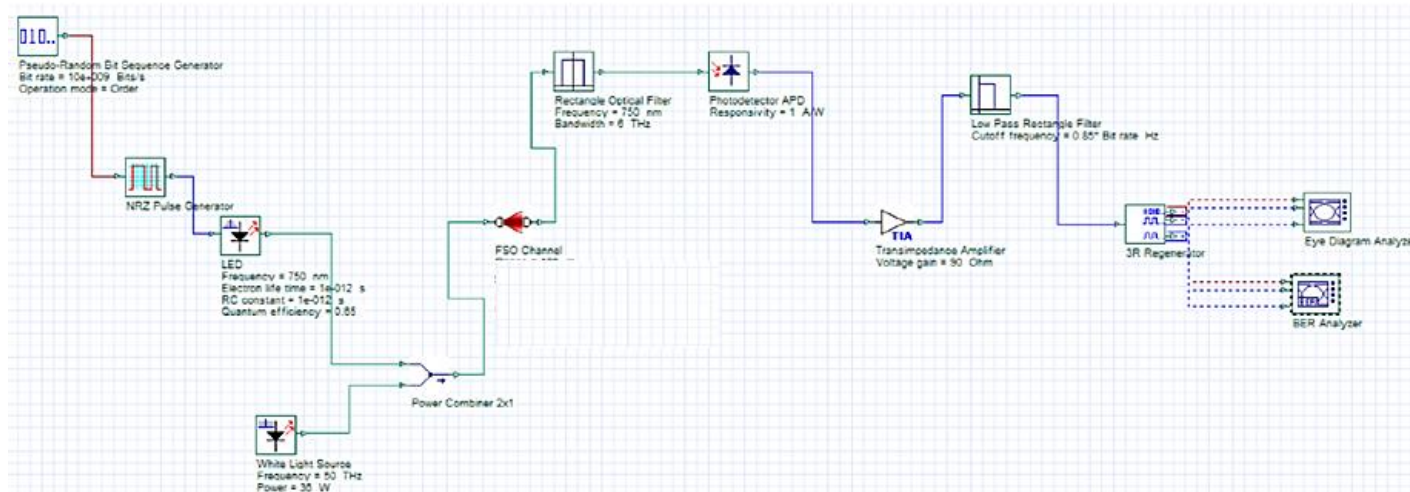 010..
Pseudo-Random Bit Sequence Generator
Bit rate = 10e+009 Bits/s
Operation mode = Order
NRZ Pulse Generator
LED
Frequency = 750 nm
Electron life time = 1e-012 s
RC constant = 1e-012 s
Quantum efficiency = 0.65
White Light Source
Frequency = 50 THz
Power = 35 W
Power Combiner 2x1
FSO Channel
Rectangle Optical Filter
Frequency = 750 nm
Bandwidth = 6 THz
Photodetector APD
Responsivity = 1 A/W
TIA
Transimpedance Amplifier
Voltage gain = 90 Ohm
Low Pass Rectangle Filter
Cutoff frequency = 0.85* Bit rate Hz
3R Regenerator
Eye Diagram Analyze
BER Analyzer